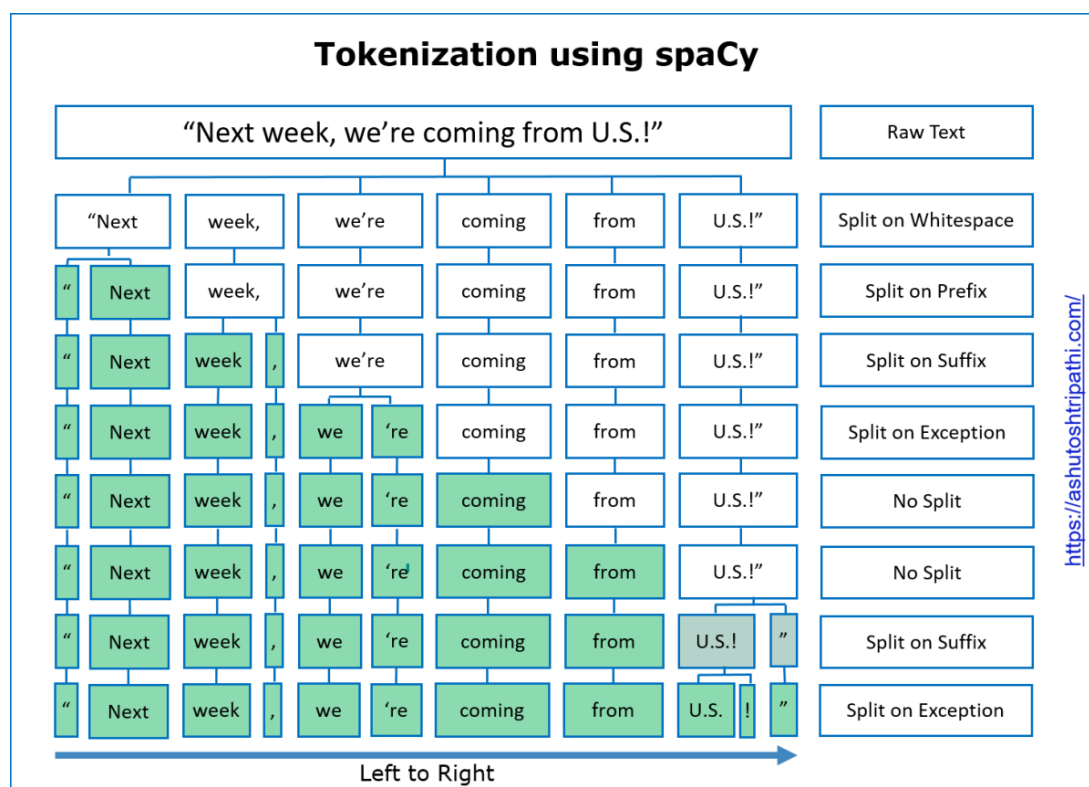 Tokenization using spaCy
“Next week, we’re coming from U.S.!” Raw Text
“Next week, we’re coming from U.S.!” Split on Whitespace
“ Next week, we’re coming from U.S.!” Split on Prefix
“ Next week , we’re coming from U.S.!” Split on Suffix
“ Next week , we ‘re coming from U.S.!” Split on Exception
“ Next week , we ‘re coming from U.S.!” No Split
“ Next week , we ‘re coming from U.S.!” No Split
“ Next week , we ‘re coming from U.S.! ” Split on Suffix
“ Next week , we ‘re coming from U.S. ! ” Split on Exception
Left to Right
https://ashutoshtripathi.com/